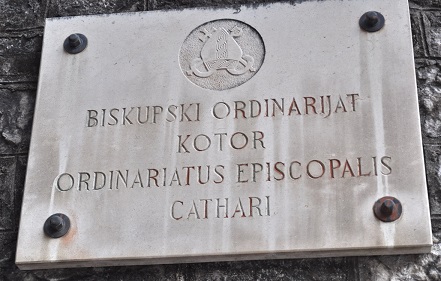 BISKUPSKI ORDINARIJAT
KOTOR
ORDINARIATUS EPISCOPALIS
CATHARI